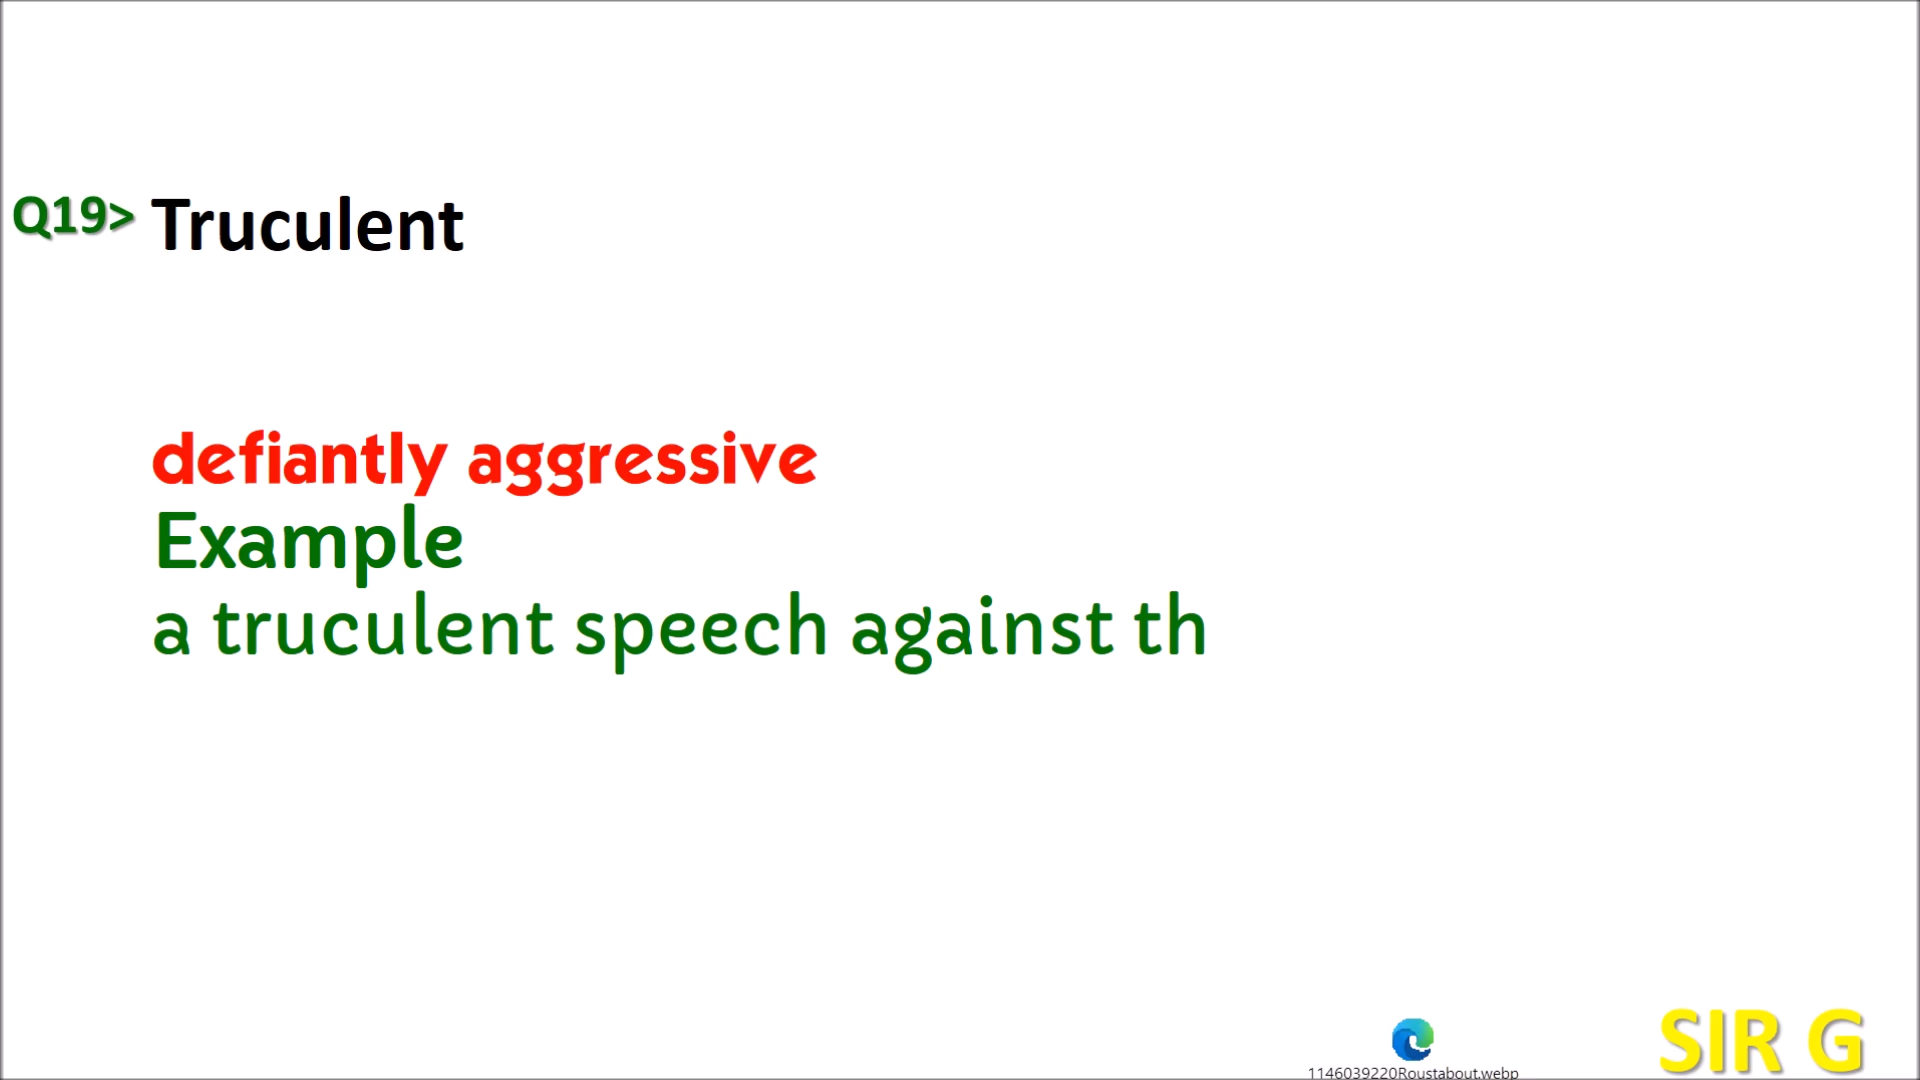 Q19> Truculent
defiantly aggressive
Example
a truculent speech against th
1146039220Roustabout.webp
SIR G